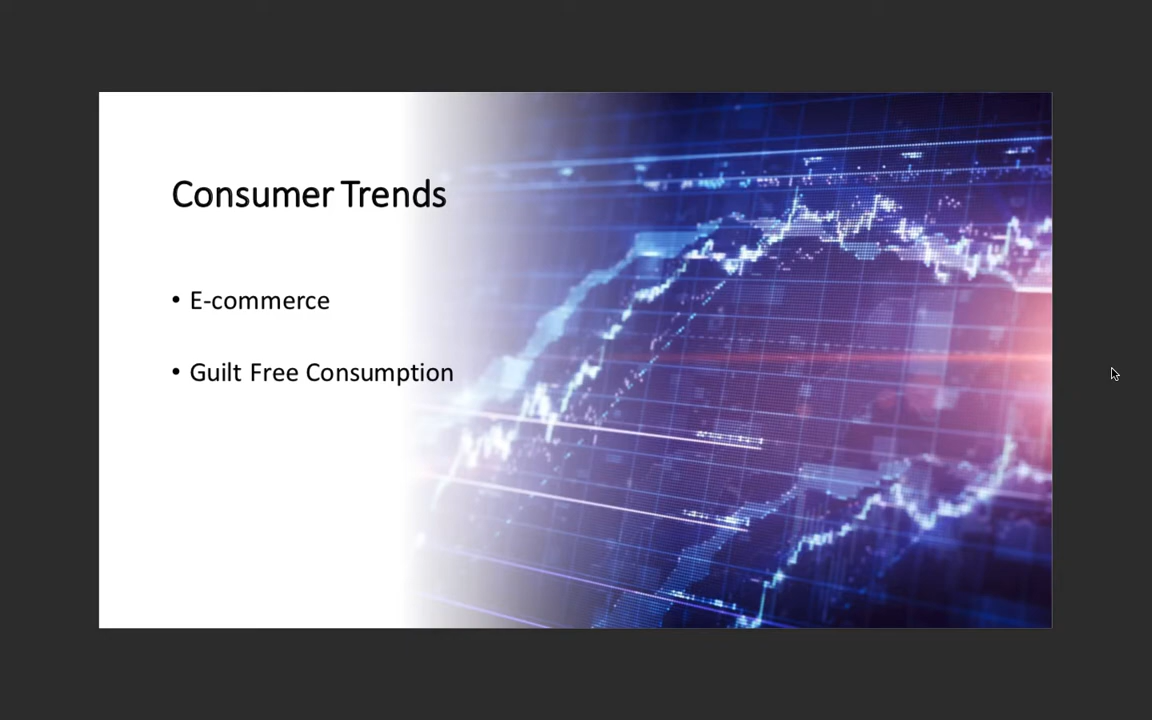 Consumer Trends
• E-commerce
• Guilt Free Consumption